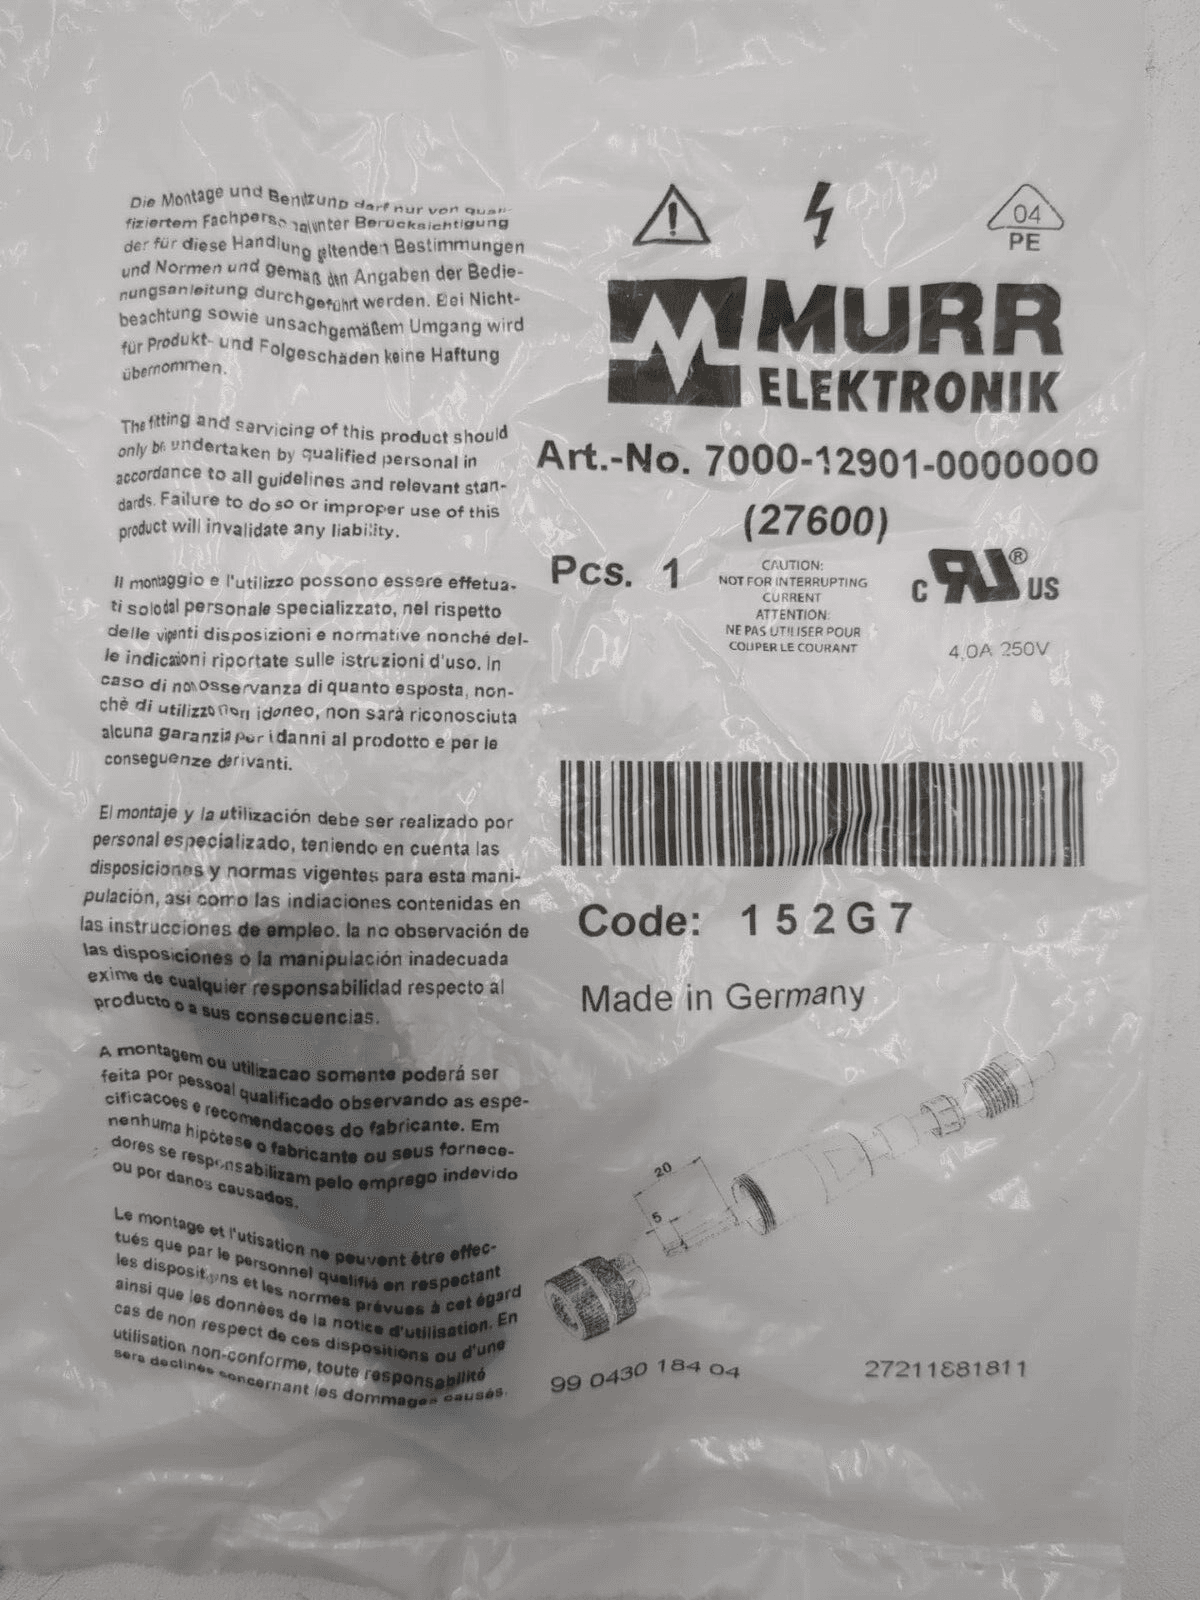 Die Montage und Benutzung darf nur von quali-
fiziertem Fachpersonal unter Berücksichtigung
der für diese Handlung geltenden Bestimmungen
und Normen und gemäß den Angaben der Bedie-
nungsanleitung durchgeführt werden. Bei Nicht-
beachtung sowie unsachgemäßem Umgang wird
für Produkt- und Folgeschäden keine Haftung
übernommen.
The fitting and servicing of this product should
only be undertaken by qualified personal in
accordance to all guidelines and relevant stan-
dards. Failure to do so or improper use of this
product will invalidate any liability.
Il montaggio e l'utilizzo possono essere effetua-
ti solo dal personale specializzato, nel rispetto
delle vigenti disposizioni e normative nonché del-
le indicazioni riportate sulle istruzioni d'uso. In
caso di non osservanza di quanto esposta, non-
chè di utilizzo non idoneo, non sarà riconosciuta
alcuna garanzia per i danni al prodotto e per le
conseguenze derivanti.
El montaje y la utilización debe ser realizado por
personal especializado, teniendo en cuenta las
disposiciones y normas vigentes para esta mani-
pulación, asi como las indiaciones contenidas en
las instrucciones de empleo. la no observación de
las disposiciones o la manipulación inadecuada
exime de cualquier responsabilidad respecto al
producto o a sus consecuencias.
A montagem ou utilizacao somente poderá ser
feita por pessoal qualificado observando as espe-
cificacoes e recomendacoes do fabricante. Em
nenhuma hipótese o fabricante ou seus fornece-
dores se responsabilizam pelo emprego indevido
ou por danos causados.
Le montage et l'utisation ne peuvent être effec-
tués que par le personnel qualifié en respectant
les dispositions et les normes prévues à cet égard
ainsi que les données de la notice d'utilisation. En
cas de non respect de ces dispositions ou d'une
utilisation non-conforme, toute responsabilité
sera declinée concernant les dommages causés.
04
PE
MURR
ELEKTRONIK
Art.-No. 7000-12901-0000000
(27600)
Pcs. 1
CAUTION:
NOT FOR INTERRUPTING
CURRENT
ATTENTION:
NE PAS UTILISER POUR
COUPER LE COURANT
c RU ® US
4,0A 250V
Code: 152G7
Made in Germany
20
5
99 0430 184 04
27211881811